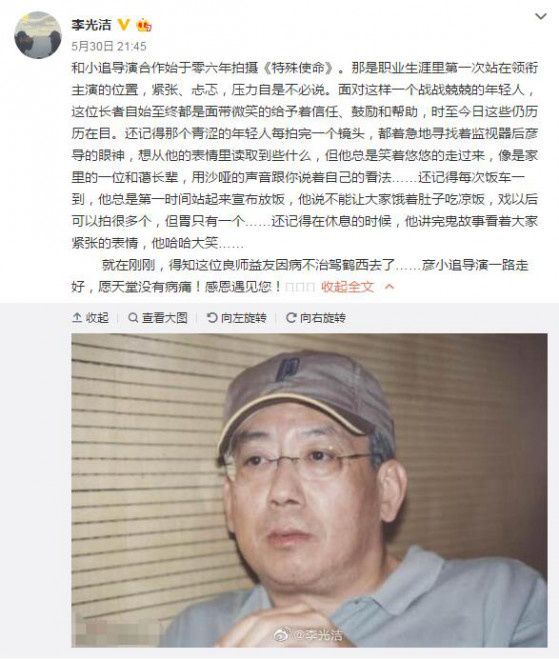 李光洁
5月30日 21:45
和小追导演合作始于零六年拍摄《特殊使命》。那是职业生涯里第一次站在领衔
主演的位置，紧张、忐忑，压力自是不必说。面对这样一个战战兢兢的年轻人，
这位长者自始至终都是面带微笑的给予着信任、鼓励和帮助，时至今日这些仍历
历在目。还记得那个青涩的年轻人每拍完一个镜头，都着急地寻找着监视器后彦
导的眼神，想从他的表情里读取到些什么，但他总是笑着悠悠的走过来，像是家
里的一位和蔼长辈，用沙哑的声音跟你说着自己的看法……还记得每次饭车一
到，他总是第一时间站起来宣布放饭，他说不能让大家饿着肚子吃凉饭，戏以后
可以拍很多个，但胃只有一个……还记得在休息的时候，他讲完鬼故事看着大家
紧张的表情，他哈哈大笑……
就在刚刚，得知这位良师益友因病不治驾鹤西去了……彦小追导演一路走
好，愿天堂没有病痛！感恩遇见您！ 收起全文
收起 查看大图 向左旋转 向右旋转
@李光洁